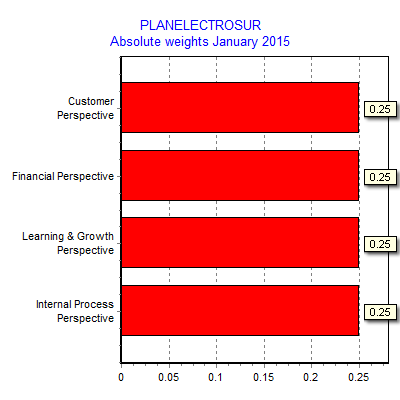 PLANELECTROSUR
Absolute weights January 2015
Customer
Perspective
0.25
Financial Perspective
0.25
Learning & Growth
Perspective
0.25
Internal Process
Perspective
0.25
0 0.05 0.1 0.15 0.2 0.25